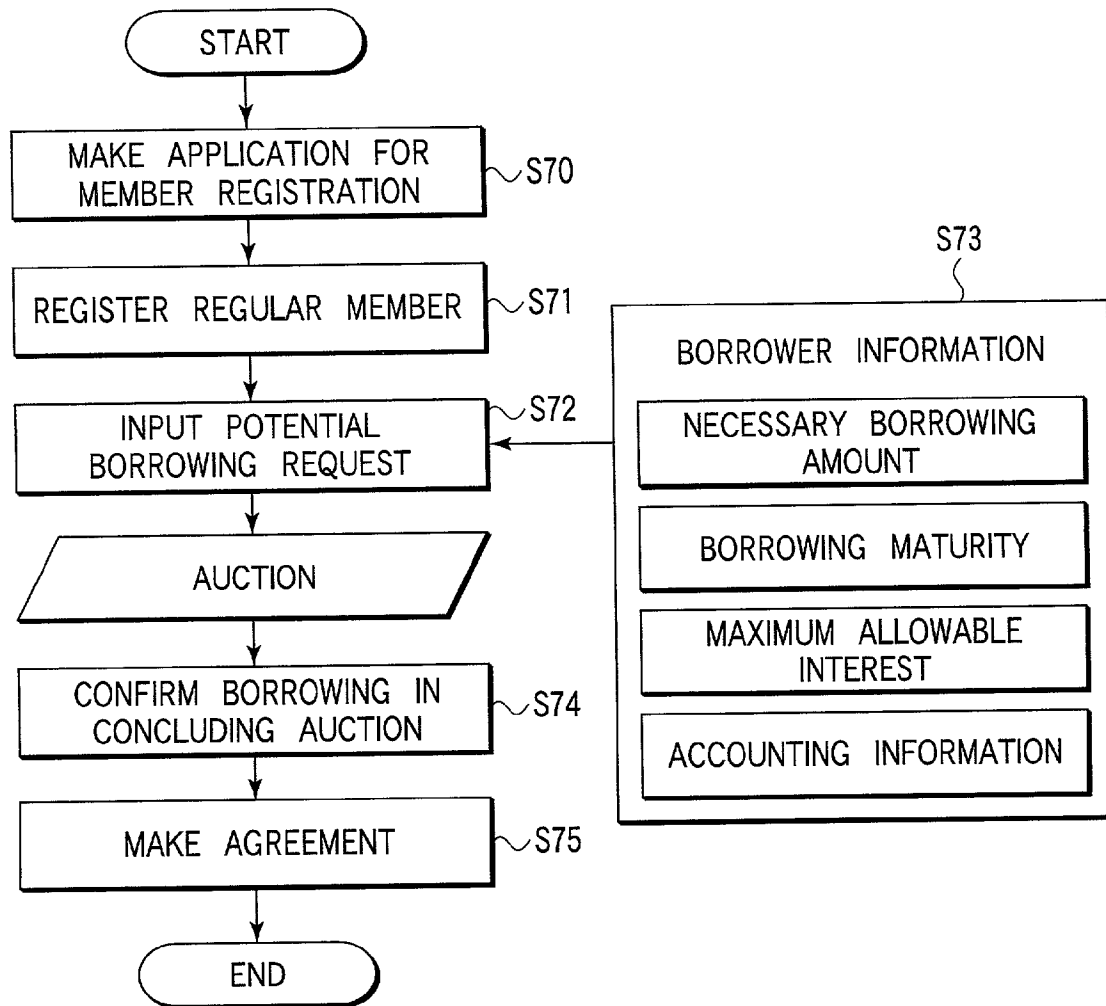 START
MAKE APPLICATION FOR
MEMBER REGISTRATION
S70
REGISTER REGULAR MEMBER
S71
INPUT POTENTIAL
BORROWING REQUEST
S72
AUCTION
CONFIRM BORROWING IN
CONCLUDING AUCTION
S74
MAKE AGREEMENT
S75
END
S73
BORROWER INFORMATION
NECESSARY BORROWING
AMOUNT
BORROWING MATURITY
MAXIMUM ALLOWABLE
INTEREST
ACCOUNTING INFORMATION